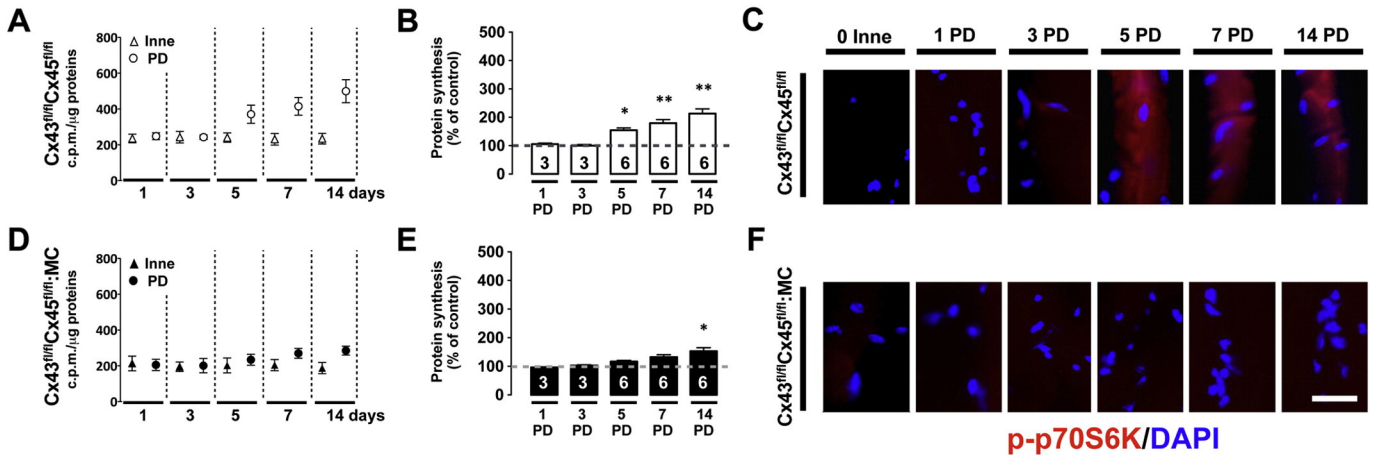 A
Cx43fl/flCx45fl/fl
c.p.m./μg proteins
800
600
400
200
0
Inne
PD
1 3 5 7 14 days
B
Protein synthesis
(% of control)
500
400
300
200
100
0
* ** **
3 3 6 6 6
1 3 5 7 14
PD PD PD PD PD
C
0 Inne 1 PD 3 PD 5 PD 7 PD 14 PD
Cx43fl/flCx45fl/fl
D
Cx43fl/flCx45fl/fl:MC
c.p.m./μg proteins
800
600
400
200
0
Inne
PD
1 3 5 7 14 days
E
Protein synthesis
(% of control)
500
400
300
200
100
0
*
3 3 6 6 6
1 3 5 7 14
PD PD PD PD PD
F
Cx43fl/flCx45fl/fl:MC
p-p70S6K/DAPI